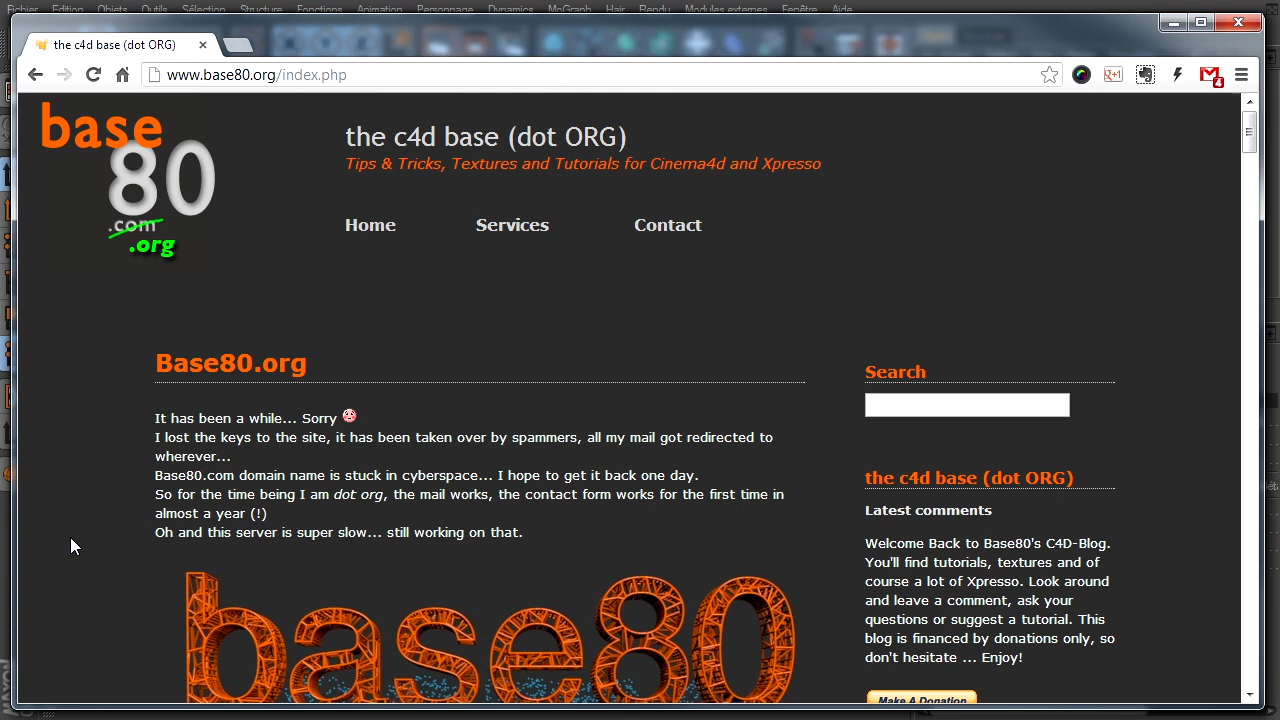 Fichier Edition Objets Outils Sélection Structure Fonctions Animation Personnage Dynamics MoGraph Hair Rendu Modules externes Fenêtre Aide
the c4d base (dot ORG)
www.base80.org/index.php
g+1
4
base
80
.com
.org
the c4d base (dot ORG)
Tips & Tricks, Textures and Tutorials for Cinema4d and Xpresso
Home Services Contact
Base80.org
It has been a while... Sorry
I lost the keys to the site, it has been taken over by spammers, all my mail got redirected to
wherever...
Base80.com domain name is stuck in cyberspace... I hope to get it back one day.
So for the time being I am dot org, the mail works, the contact form works for the first time in
almost a year (!)
Oh and this server is super slow... still working on that.
base80
Search
the c4d base (dot ORG)
Latest comments
Welcome Back to Base80's C4D-Blog.
You'll find tutorials, textures and of
course a lot of Xpresso. Look around
and leave a comment, ask your
questions or suggest a tutorial. This
blog is financed by donations only, so
don't hesitate ... Enjoy!
Make A Donation